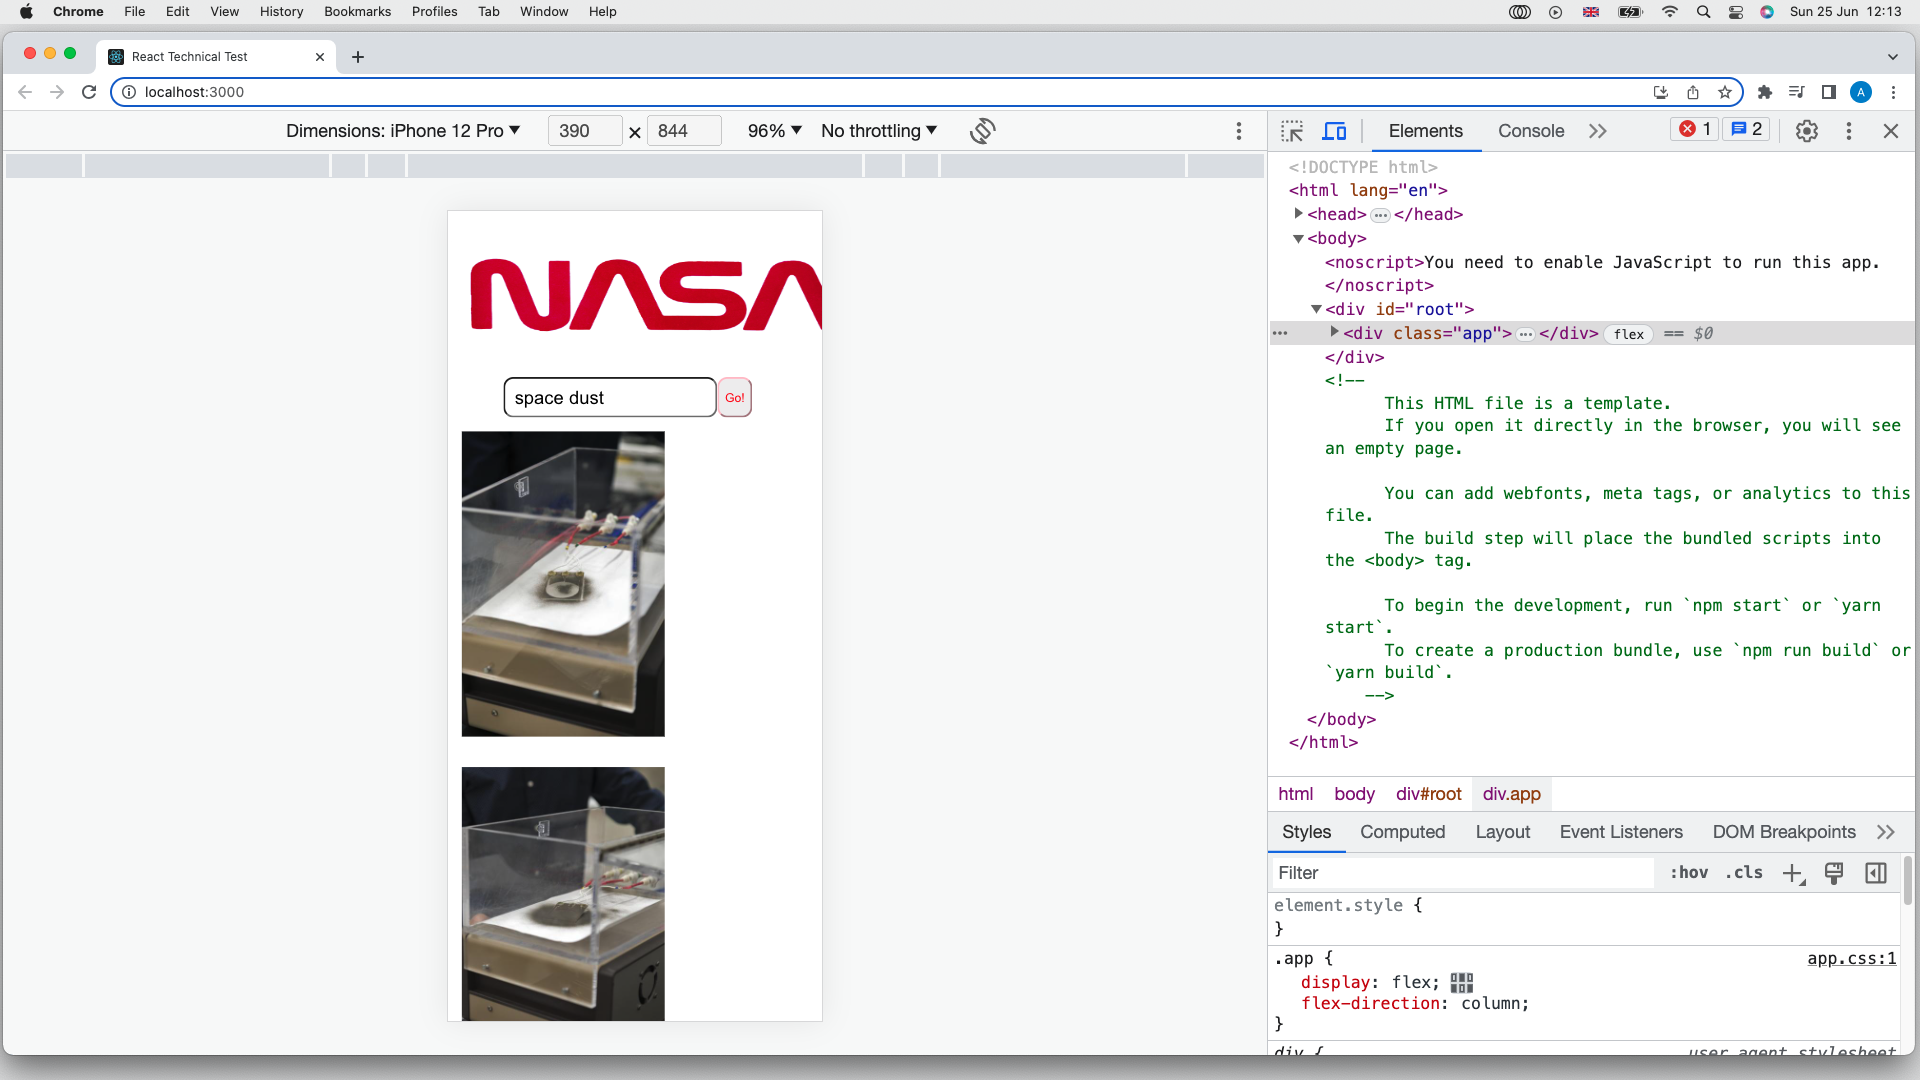 Chrome File Edit View History Bookmarks Profiles Tab Window Help Sun 25 Jun 12:13
React Technical Test
localhost:3000 A
Dimensions: iPhone 12 Pro 390 × 844 96% No throttling
Elements Console 1 2
NASA
space dust Go!
<!DOCTYPE html>
<html lang="en">
<head> ••• </head>
<body>
<noscript>You need to enable JavaScript to run this app.
</noscript>
<div id="root">
<div class="app"> ••• </div> flex == $0
</div>
<!--
This HTML file is a template.
If you open it directly in the browser, you will see
an empty page.
You can add webfonts, meta tags, or analytics to this
file.
The build step will place the bundled scripts into
the <body> tag.
To begin the development, run `npm start` or `yarn
start`.
To create a production bundle, use `npm run build` or
`yarn build`.
-->
</body>
</html>
html body div#root div.app
Styles Computed Layout Event Listeners DOM Breakpoints
Filter :hov .cls
element.style {
}
.app { app.css:1
display: flex;
flex-direction: column;
}
div { user agent stylesheet